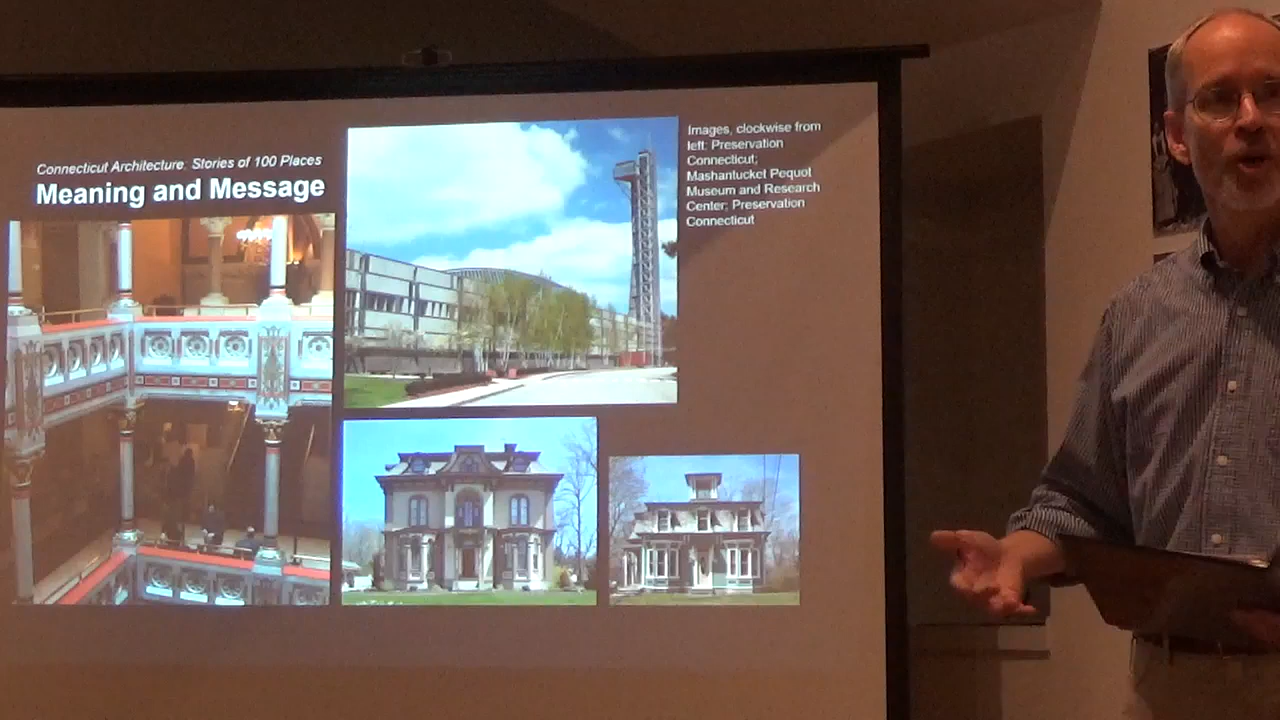 Connecticut Architecture: Stories of 100 Places
Meaning and Message
Images, clockwise from
left: Preservation
Connecticut;
Mashantucket Pequot
Museum and Research
Center; Preservation
Connecticut